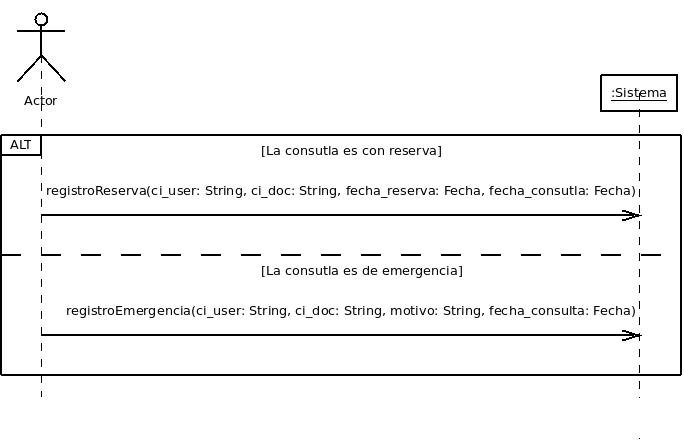 Actor
:Sistema
ALT
[La consutla es con reserva]
registroReserva(ci_user: String, ci_doc: String, fecha_reserva: Fecha, fecha_consutla: Fecha)
[La consutla es de emergencia]
registroEmergencia(ci_user: String, ci_doc: String, motivo: String, fecha_consulta: Fecha)